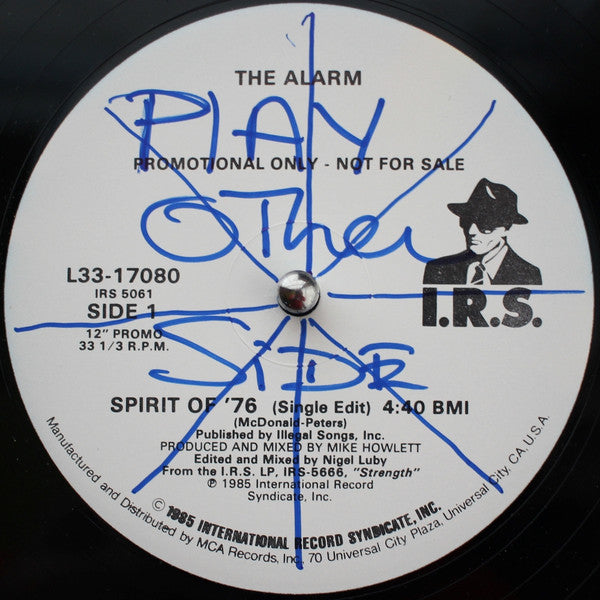 THE ALARM
PLAY
PROMOTIONAL ONLY - NOT FOR SALE
OTher
L33-17080
IRS 5061
SIDE 1
12" PROMO
33 1/3 R.P.M.
I.R.S.
SIDE
SPIRIT OF '76 (Single Edit) 4:40 BMI
(McDonald-Peters)
Published by Illegal Songs, Inc.
PRODUCED AND MIXED BY MIKE HOWLETT
Edited and Mixed by Nigel Luby
From the I.R.S. LP, IRS-5666, "Strength"
℗ 1985 International Record
Syndicate, Inc.
© 1985 INTERNATIONAL RECORD SYNDICATE, INC.
Manufactured and Distributed by MCA Records, Inc. 70 Universal City Plaza, Universal City, CA. U.S.A.